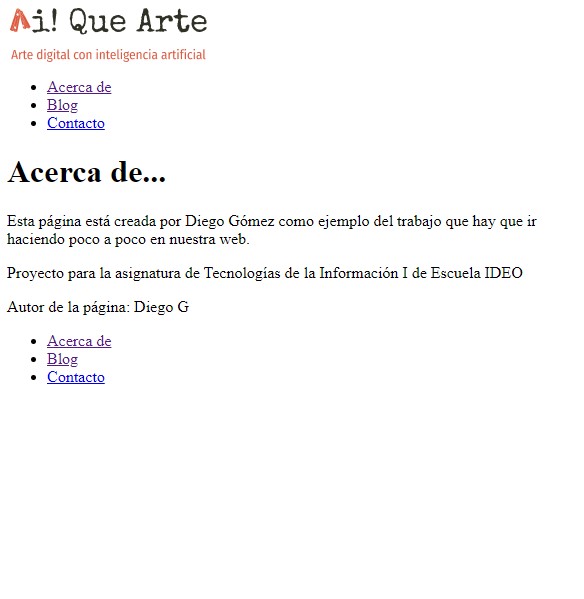 Ai! Que Arte
Arte digital con inteligencia artificial
Acerca de
Blog
Contacto
Acerca de...
Esta página está creada por Diego Gómez como ejemplo del trabajo que hay que ir
haciendo poco a poco en nuestra web.
Proyecto para la asignatura de Tecnologías de la Información I de Escuela IDEO
Autor de la página: Diego G
Acerca de
Blog
Contacto